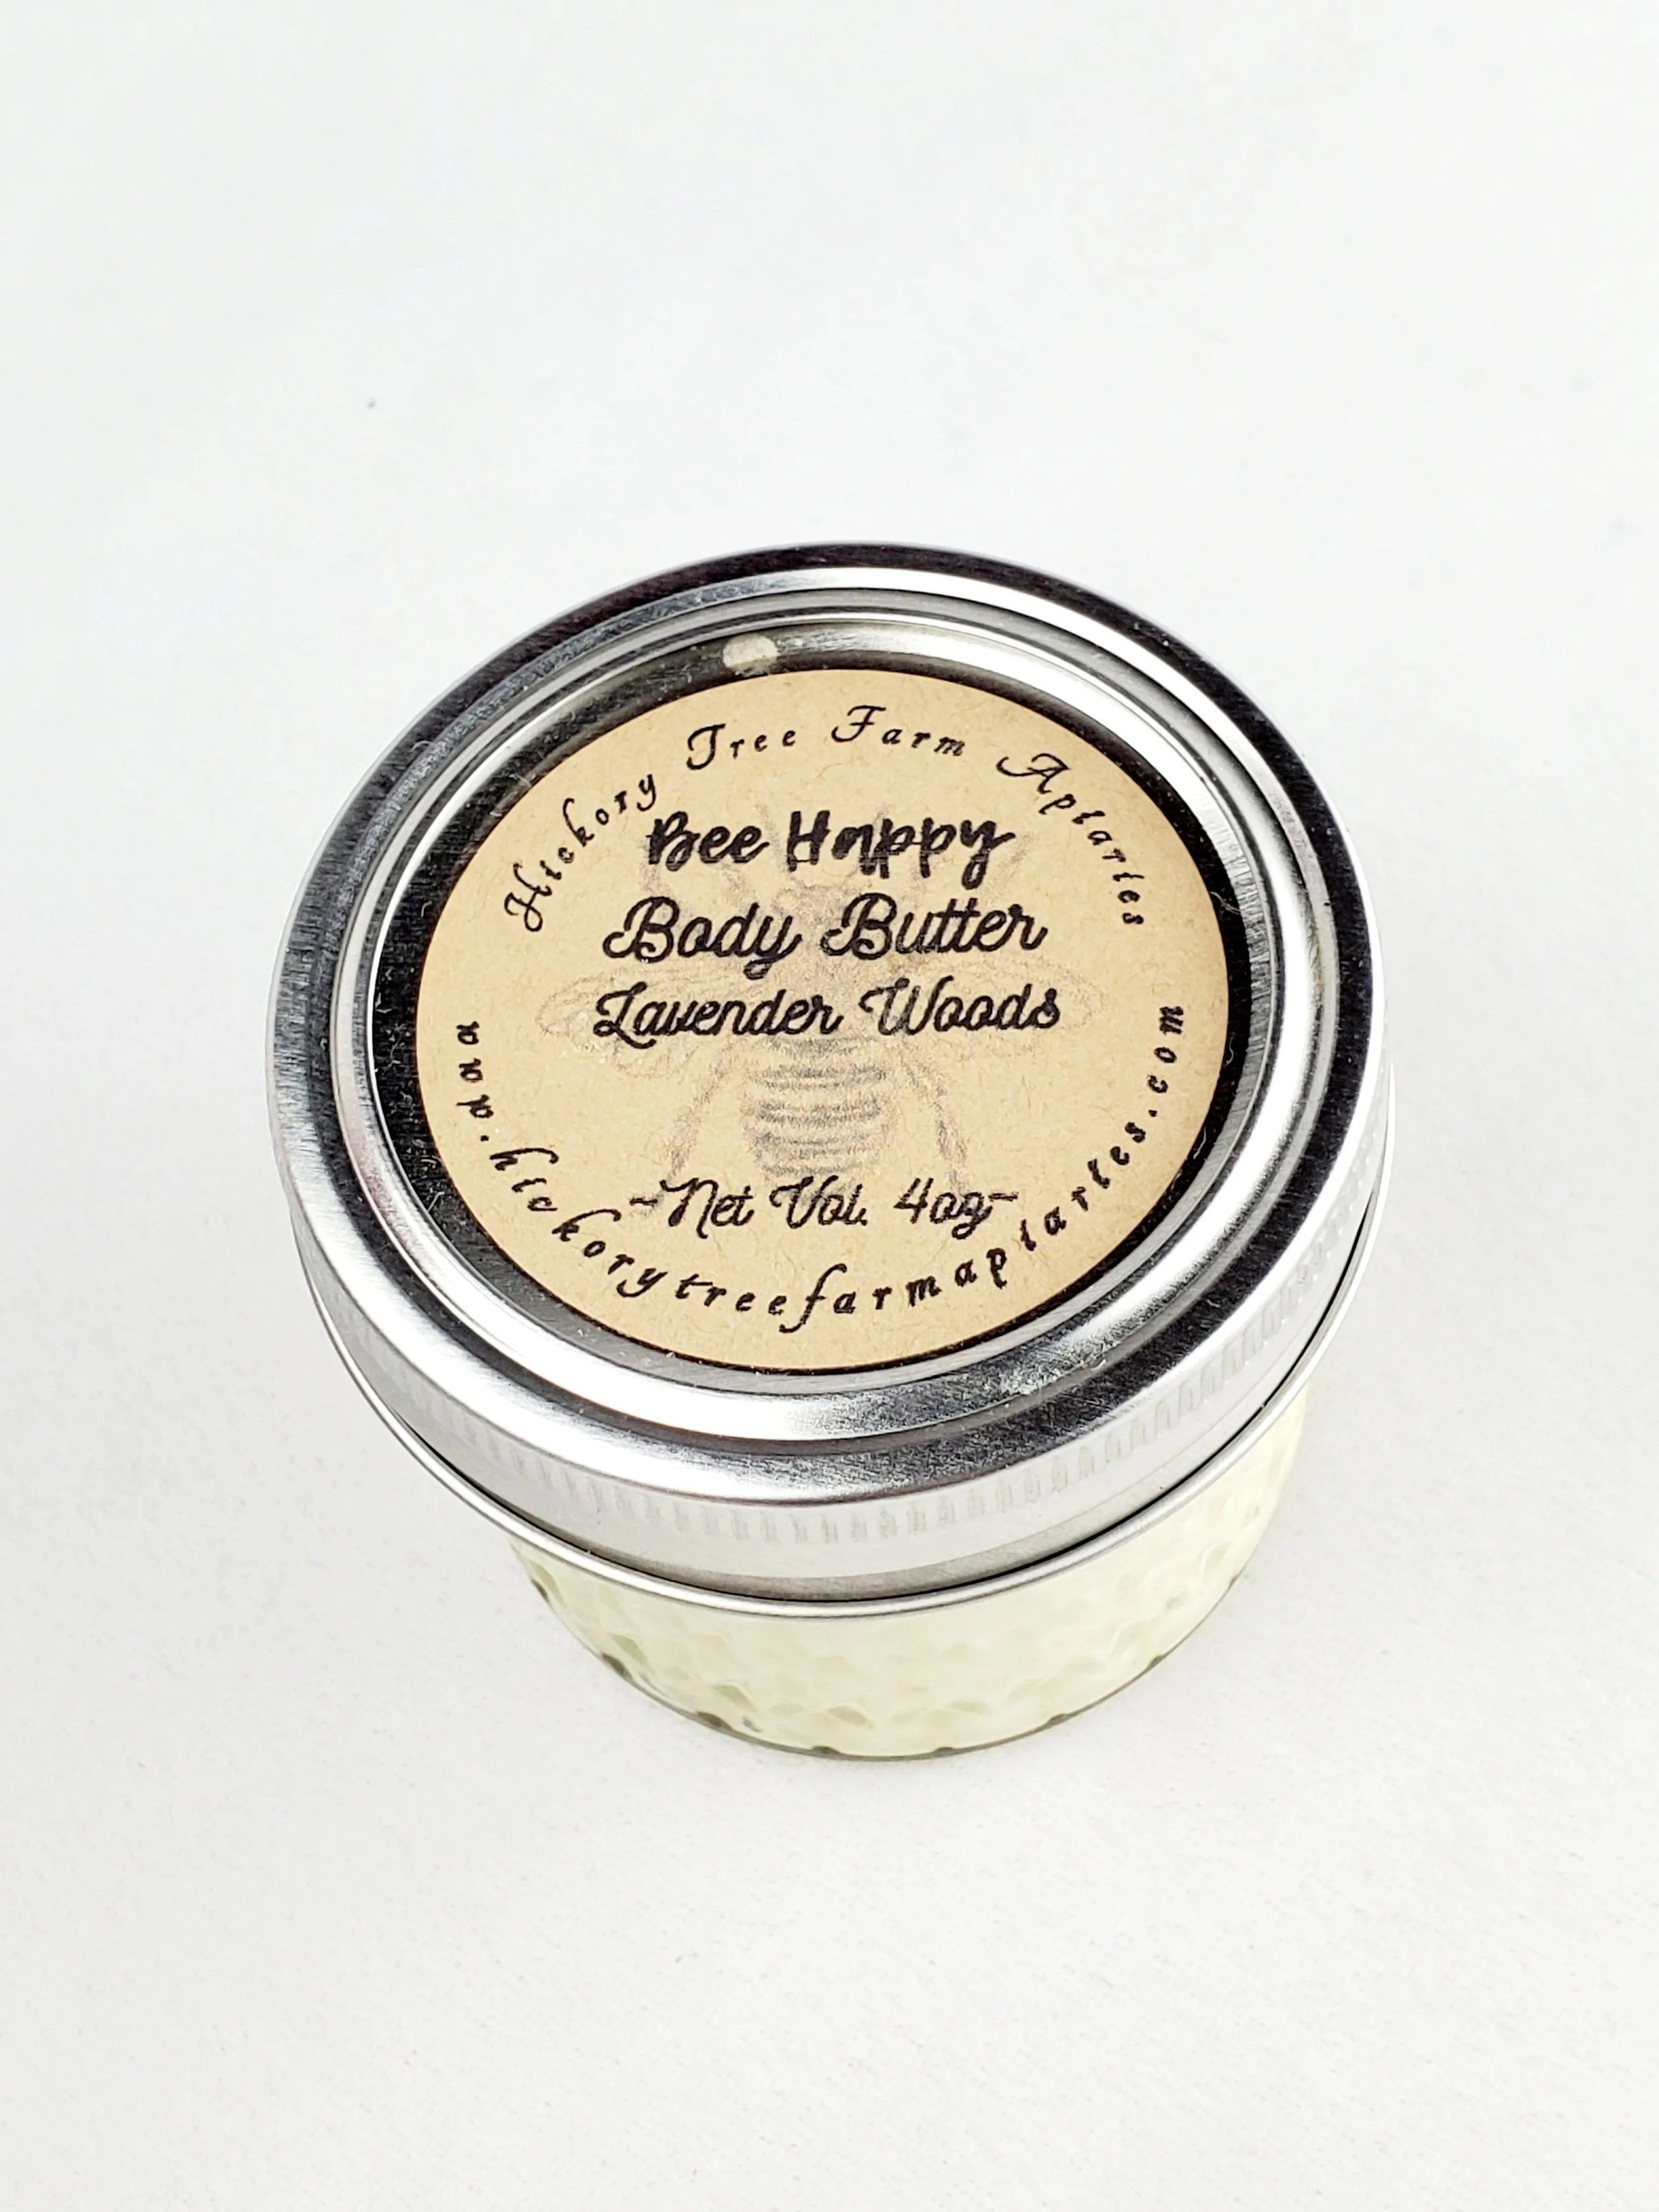 Hickory Tree Farm Apiaries
Bee Happy
Body Butter
Lavender Woods
~Net Vol. 4oz~
www.hickorytreefarmapiaries.com